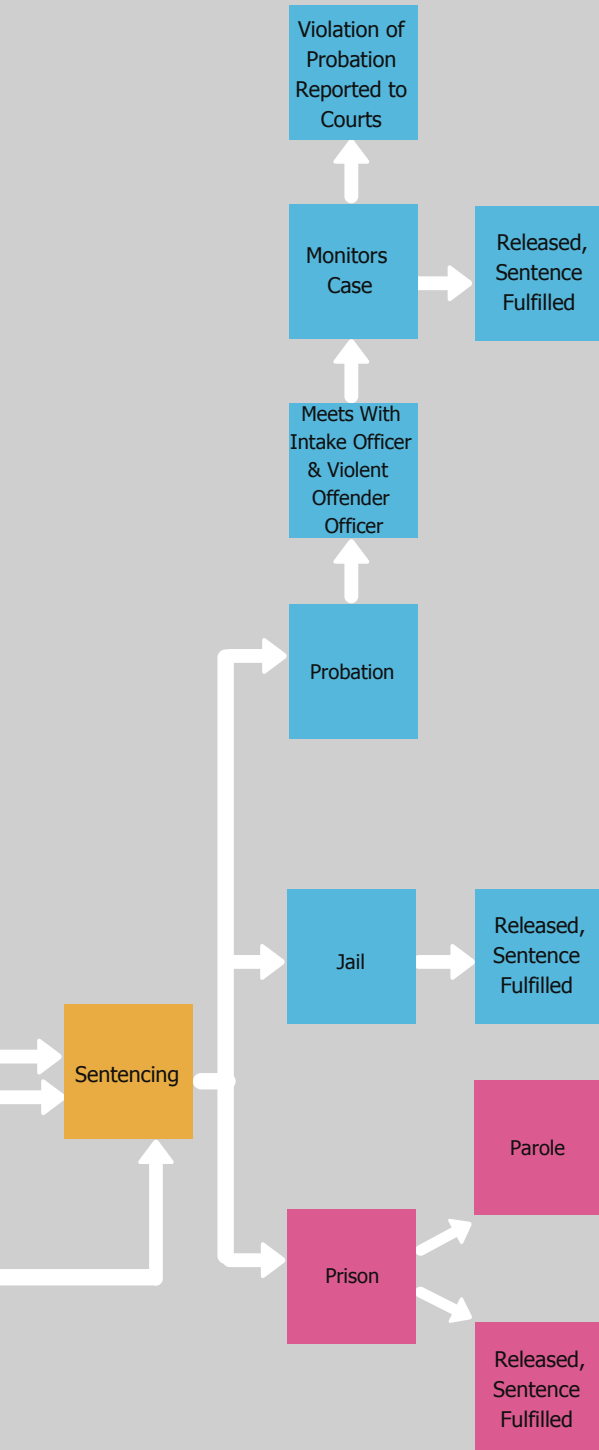 Violation of
Probation
Reported to
Courts
Monitors
Case
Released,
Sentence
Fulfilled
Meets With
Intake Officer
& Violent
Offender
Officer
Probation
Jail
Released,
Sentence
Fulfilled
Sentencing
Parole
Prison
Released,
Sentence
Fulfilled